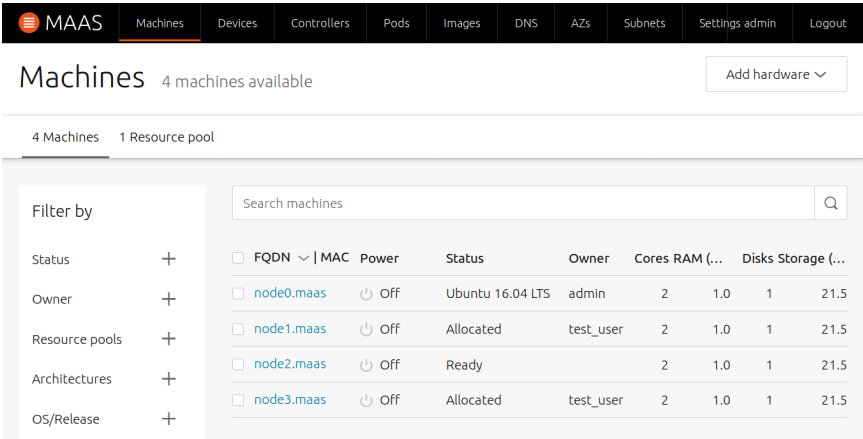 MAAS Machines Devices Controllers Pods Images DNS AZs Subnets Settings admin Logout
Machines 4 machines available Add hardware
4 Machines 1 Resource pool
Filter by
Status
Owner
Resource pools
Architectures
OS/Release
Search machines
FQDN | MAC Power Status Owner Cores RAM (... Disks Storage (...
node0.maas Off Ubuntu 16.04 LTS admin 2 1.0 1 21.5
node1.maas Off Allocated test_user 2 1.0 1 21.5
node2.maas Off Ready 2 1.0 1 21.5
node3.maas Off Allocated test_user 2 1.0 1 21.5